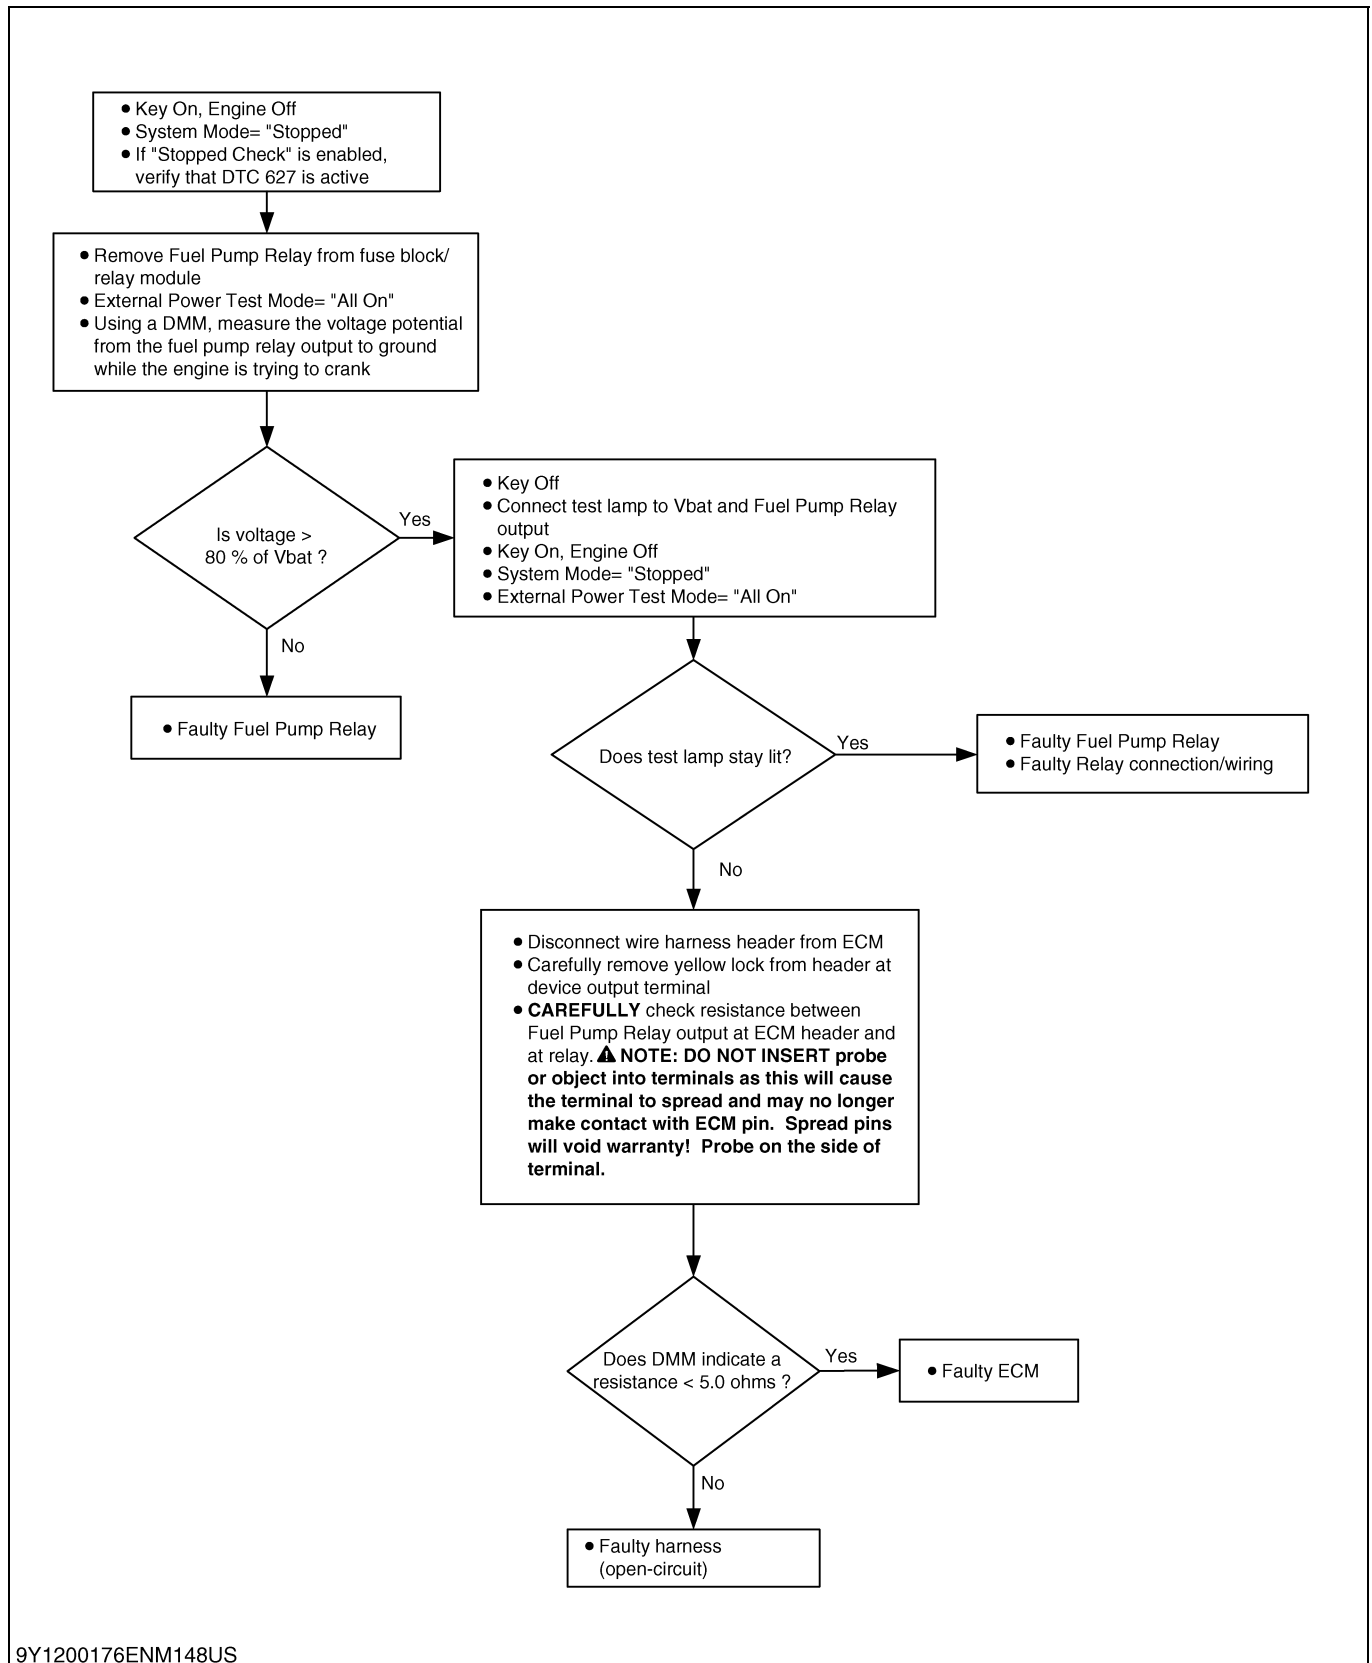 ● Key On, Engine Off
● System Mode= "Stopped"
● If "Stopped Check" is enabled,
verify that DTC 627 is active
● Remove Fuel Pump Relay from fuse block/
relay module
● External Power Test Mode= "All On"
● Using a DMM, measure the voltage potential
from the fuel pump relay output to ground
while the engine is trying to crank
Is voltage >
80 % of Vbat ?
Yes
No
● Faulty Fuel Pump Relay
● Key Off
● Connect test lamp to Vbat and Fuel Pump Relay
output
● Key On, Engine Off
● System Mode= "Stopped"
● External Power Test Mode= "All On"
Does test lamp stay lit?
Yes
● Faulty Fuel Pump Relay
● Faulty Relay connection/wiring
No
● Disconnect wire harness header from ECM
● Carefully remove yellow lock from header at
device output terminal
● CAREFULLY check resistance between
Fuel Pump Relay output at ECM header and
at relay. ⚠ NOTE: DO NOT INSERT probe
or object into terminals as this will cause
the terminal to spread and may no longer
make contact with ECM pin.  Spread pins
will void warranty!  Probe on the side of
terminal.
Does DMM indicate a
resistance < 5.0 ohms ?
Yes
● Faulty ECM
No
● Faulty harness
(open-circuit)
9Y1200176ENM148US